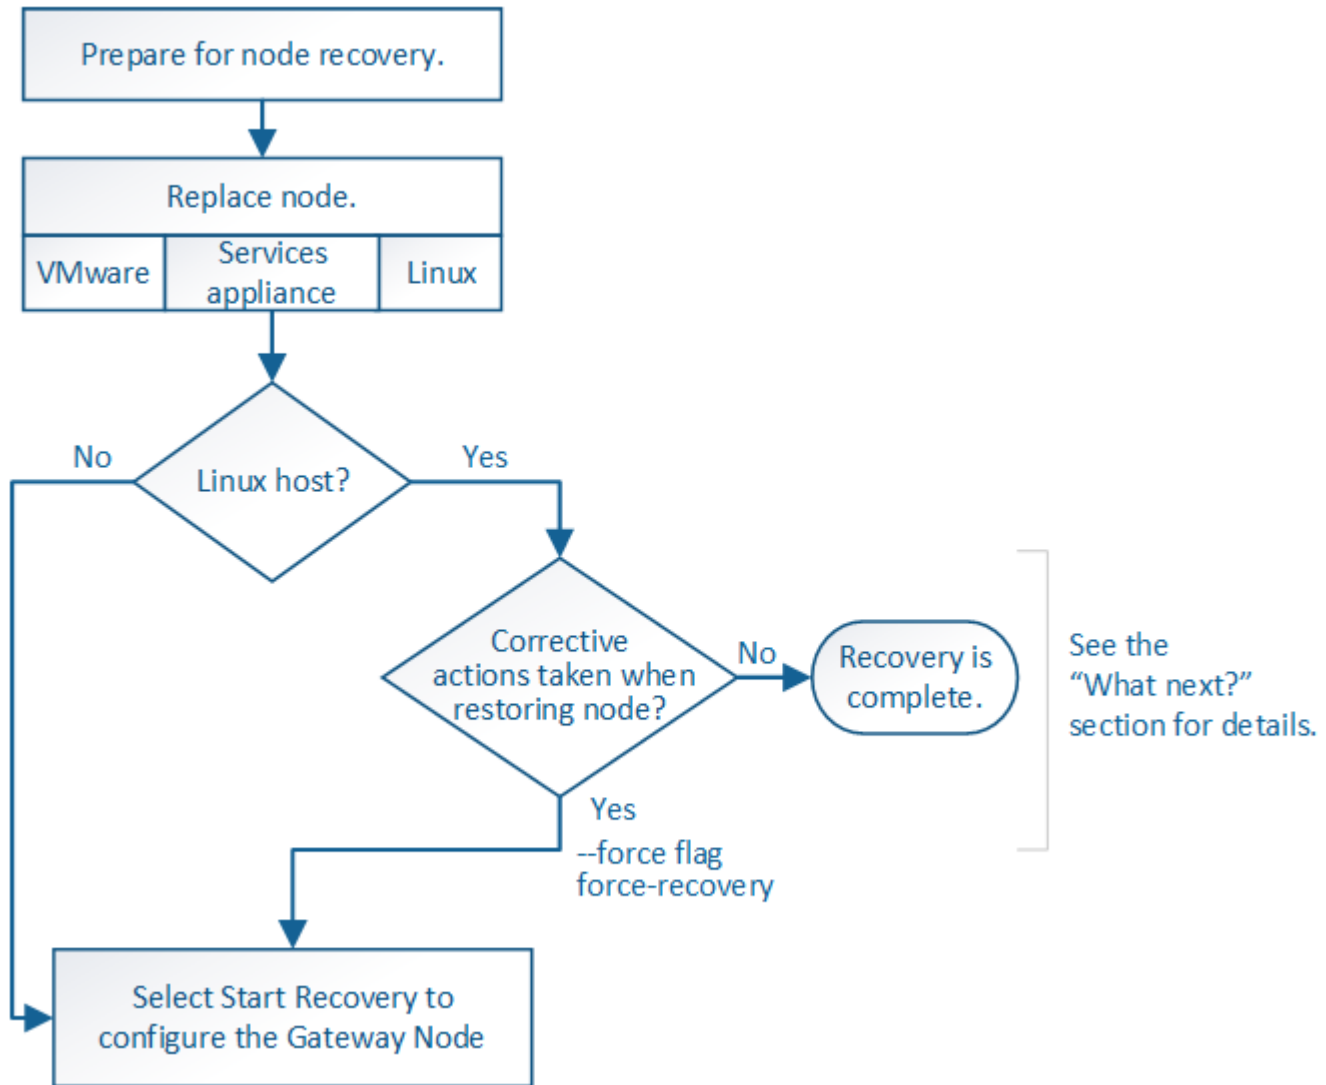 Prepare for node recovery.
Replace node.
VMware
Services
appliance
Linux
No
Linux host?
Yes
Corrective
actions taken when
restoring node?
No
Recovery is
complete.
See the
“What next?”
section for details.
Yes
--force flag
force-recovery
Select Start Recovery to
configure the Gateway Node